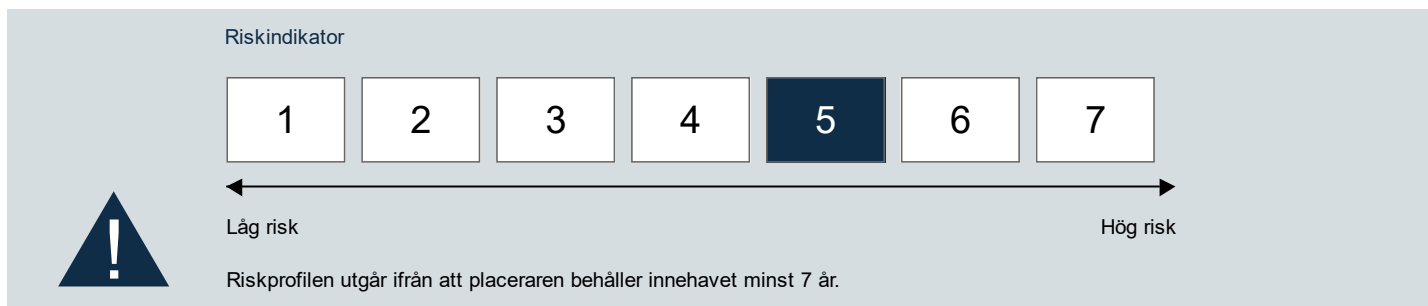 Riskindikator
1 2 3 4 5 6 7
Låg risk Hög risk
!
Riskprofilen utgår ifrån att placeraren behåller innehavet minst 7 år.